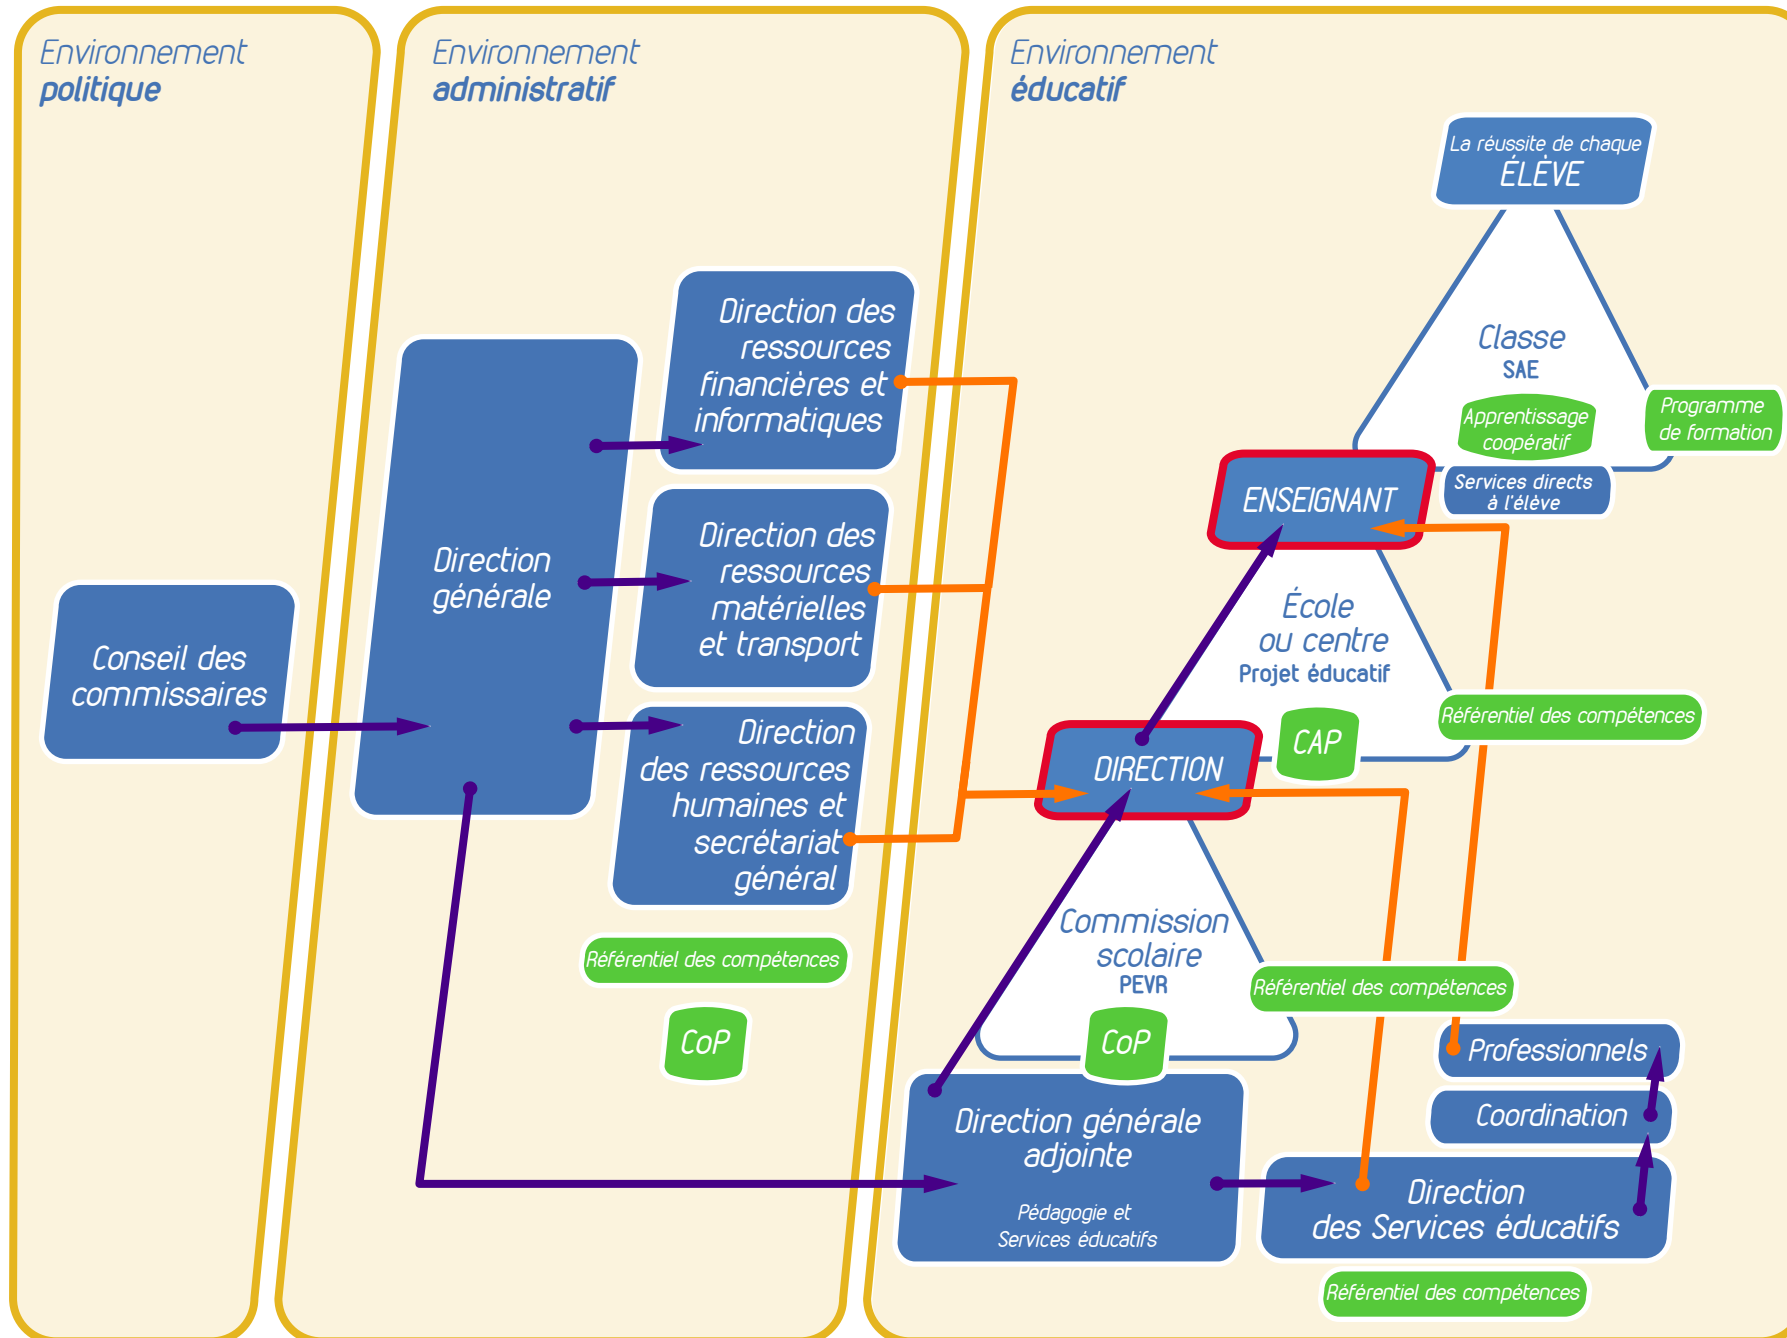 Environnement
politique
Conseil des
commissaires
Environnement
administratif
Direction
générale
Direction des
ressources
financières et
informatiques
Direction des
ressources
matérielles
et transport
Direction
des ressources
humaines et
secrétariat
général
Référentiel des compétences
CoP
Environnement
éducatif
La réussite de chaque
ÉLÈVE
Classe
SAE
Apprentissage
coopératif
Programme
de formation
Services directs
à l'élève
ENSEIGNANT
École
ou centre
Projet éducatif
CAP
Référentiel des compétences
DIRECTION
Commission
scolaire
PEVR
CoP
Référentiel des compétences
Professionnels
Coordination
Direction générale
adjointe
Pédagogie et
Services éducatifs
Direction
des Services éducatifs
Référentiel des compétences